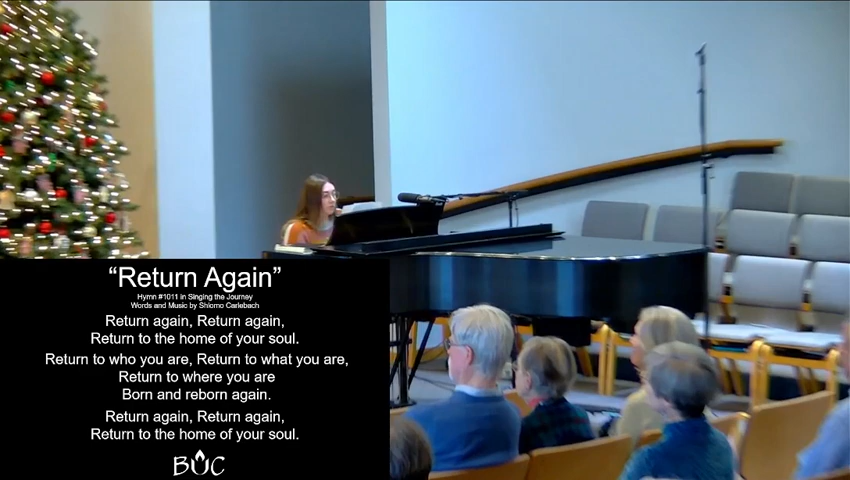 “Return Again”
Hymn #1011 in Singing the Journey
Words and Music by Shlomo Carlebach
Return again, Return again,
Return to the home of your soul.
Return to who you are, Return to what you are,
Return to where you are
Born and reborn again.
Return again, Return again,
Return to the home of your soul.
BUC